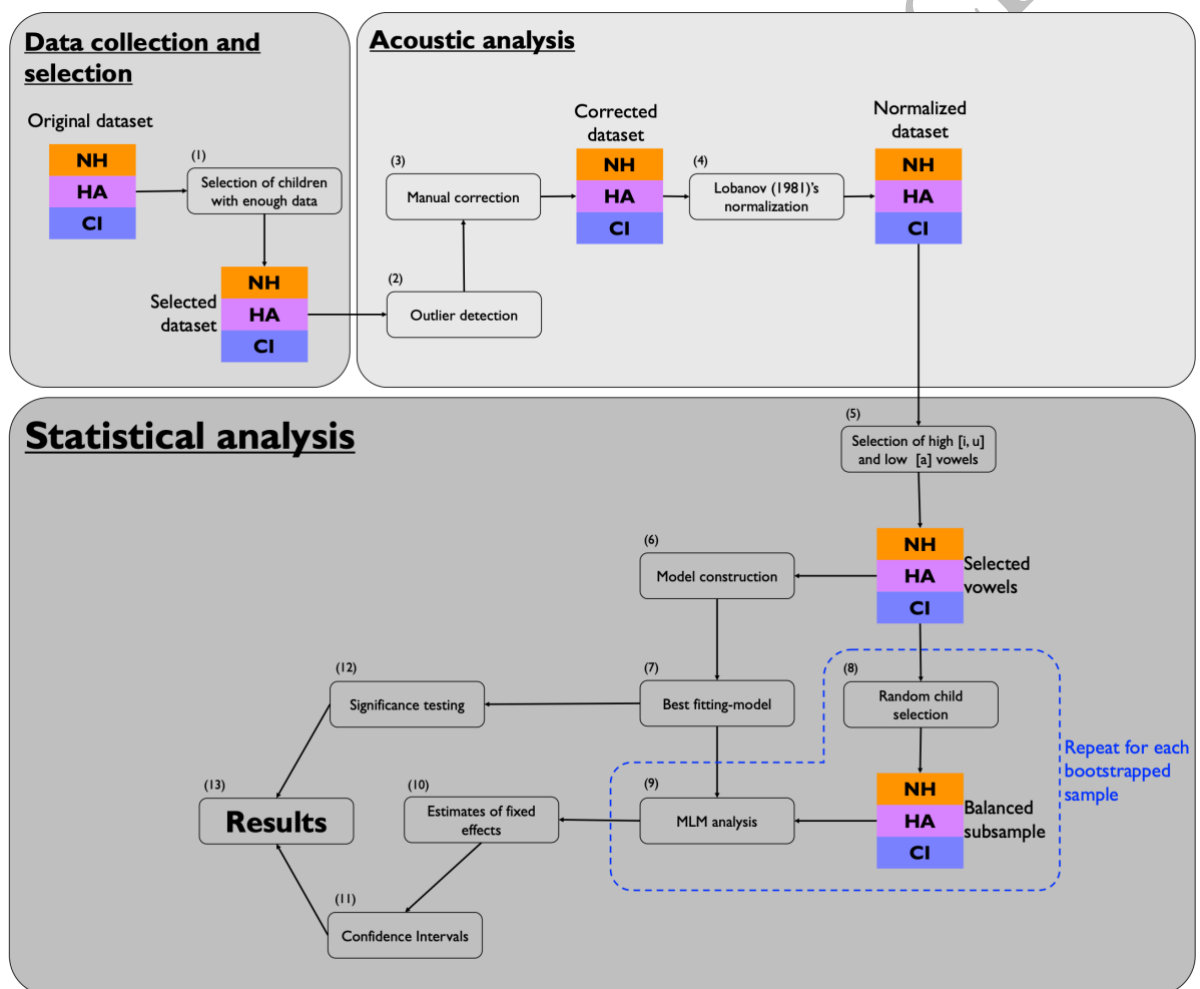 Data collection and
selection
Original dataset
NH
HA
CI
(1)
Selection of children
with enough data
Selected
dataset
NH
HA
CI
Acoustic analysis
(2)
Outlier detection
(3)
Manual correction
Corrected
dataset
NH
HA
CI
(4)
Lobanov (1981)'s
normalization
Normalized
dataset
NH
HA
CI
Statistical analysis
(5)
Selection of high [i, u]
and low [a] vowels
NH
HA
CI
Selected
vowels
(6)
Model construction
(7)
Best fitting-model
(8)
Random child
selection
Repeat for each
bootstrapped
sample
NH
HA
CI
Balanced
subsample
(9)
MLM analysis
(10)
Estimates of fixed
effects
(11)
Confidence Intervals
(12)
Significance testing
(13)
Results